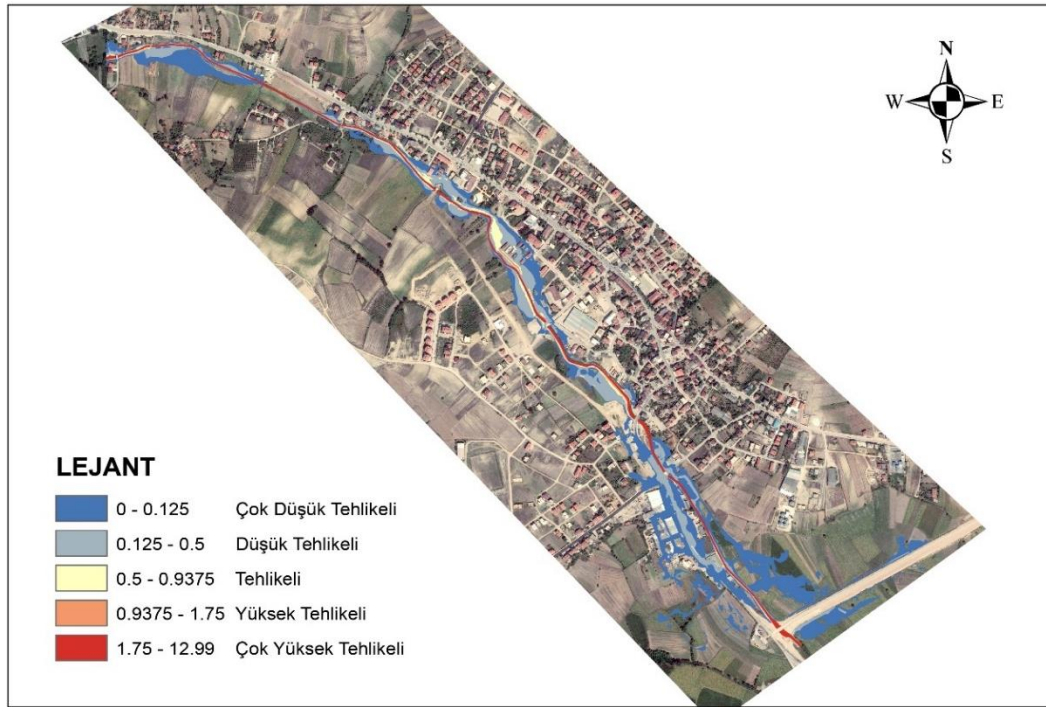 N
W E
S
LEJANT
0 - 0.125 Çok Düşük Tehlikeli
0.125 - 0.5 Düşük Tehlikeli
0.5 - 0.9375 Tehlikeli
0.9375 - 1.75 Yüksek Tehlikeli
1.75 - 12.99 Çok Yüksek Tehlikeli